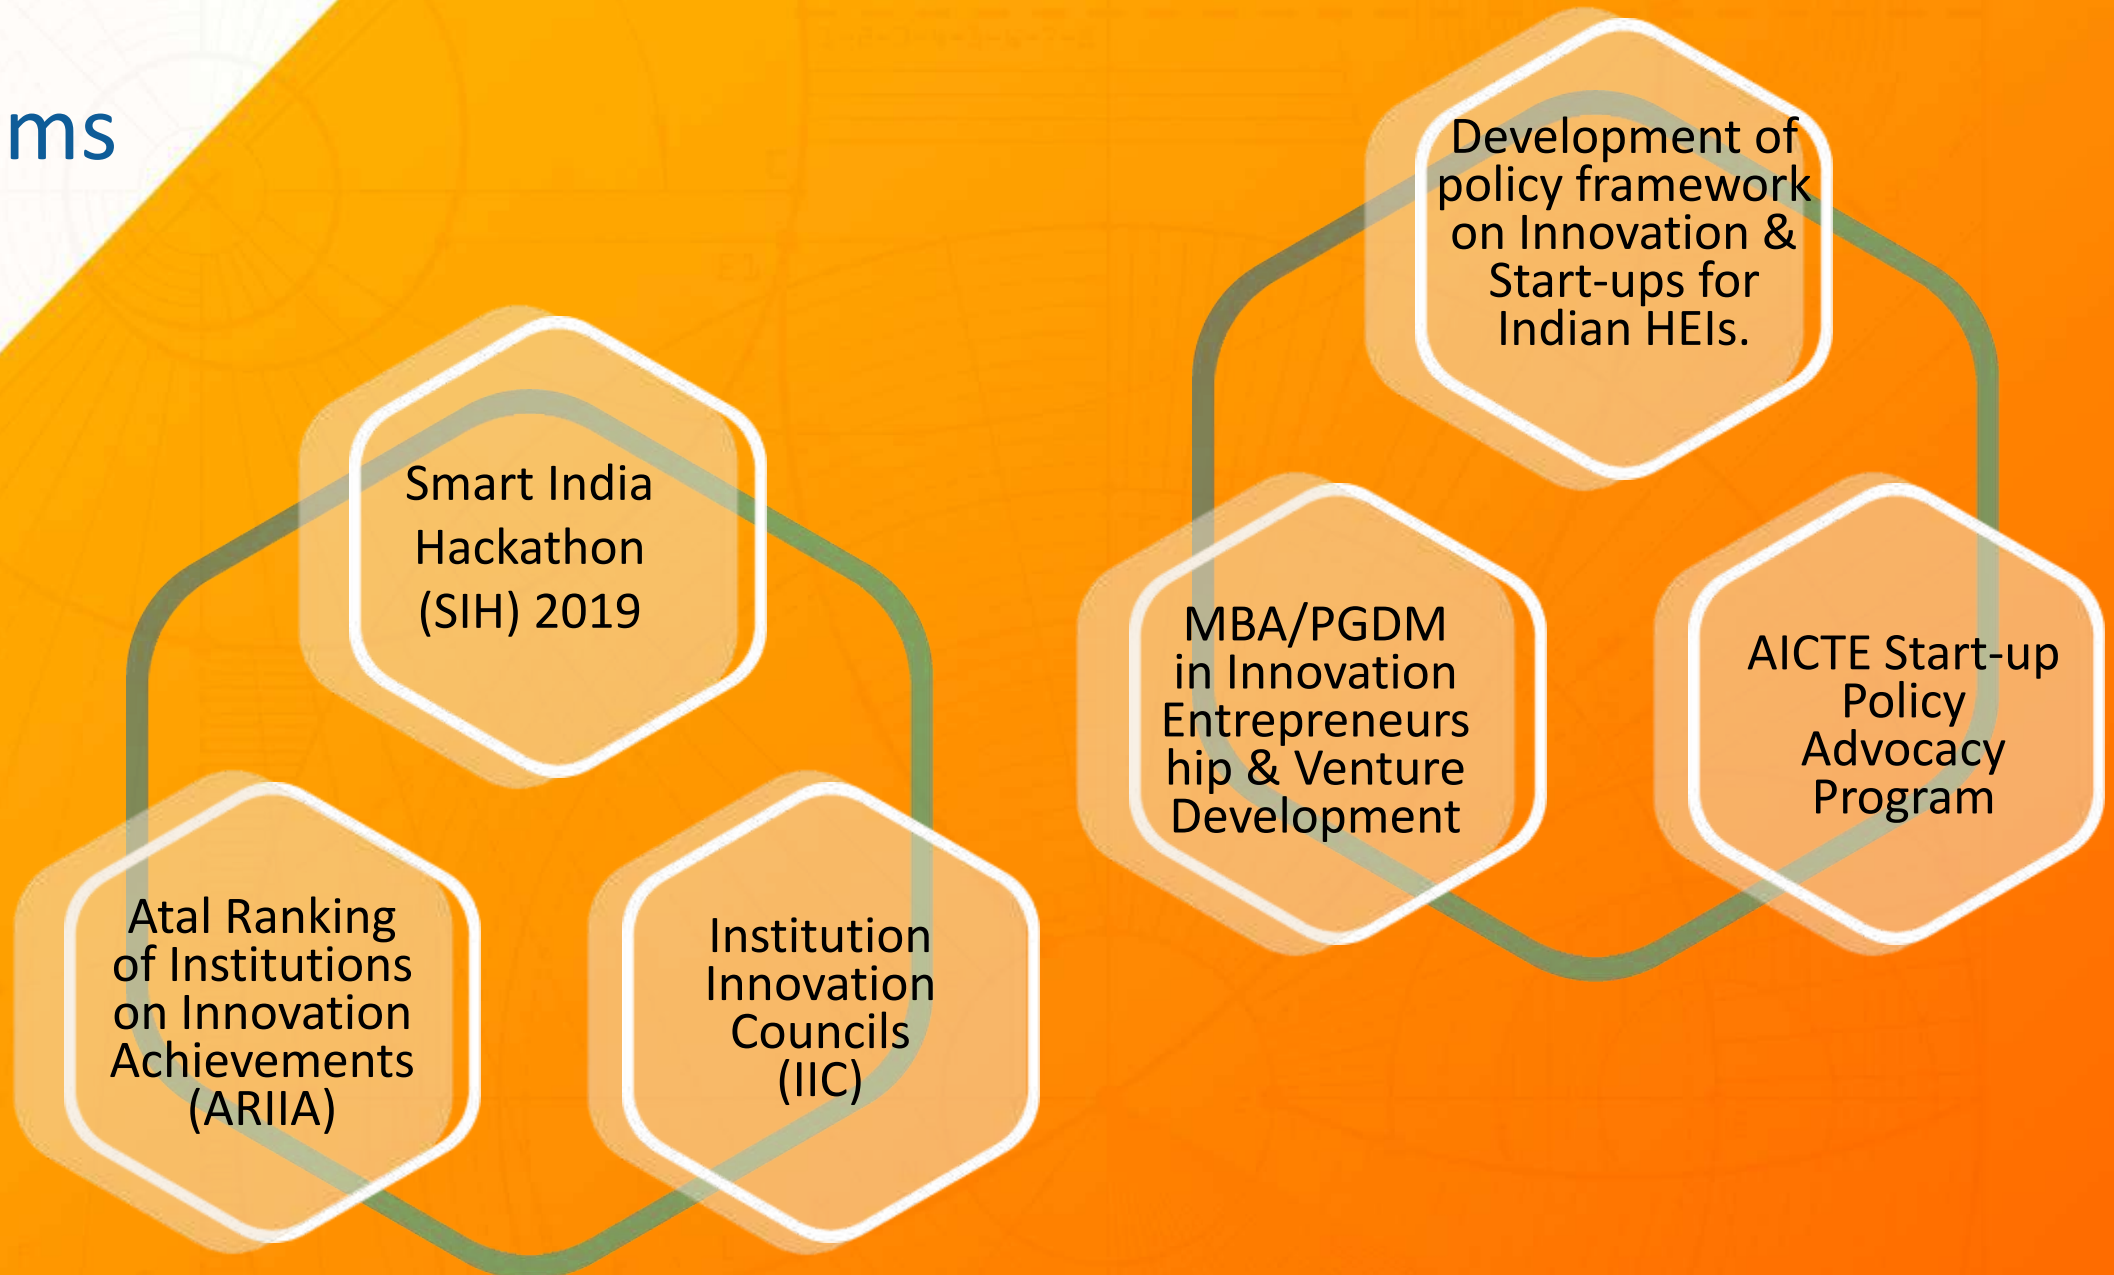 ms
Smart India
Hackathon
(SIH) 2019
Atal Ranking
of Institutions
on Innovation
Achievements
(ARIIA)
Institution
Innovation
Councils
(IIC)
Development of
policy framework
on Innovation &
Start-ups for
Indian HEIs.
MBA/PGDM
in Innovation
Entrepreneurs
hip & Venture
Development
AICTE Start-up
Policy
Advocacy
Program